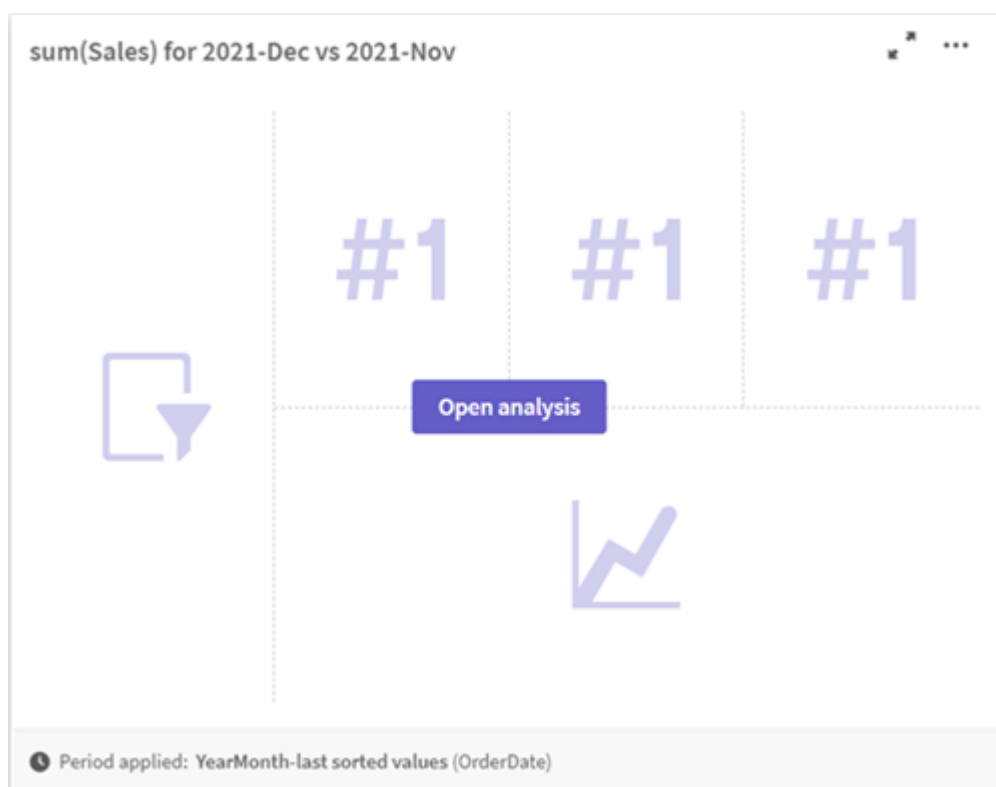 sum(Sales) for 2021-Dec vs 2021-Nov
#1 #1 #1
Open analysis
Period applied: YearMonth-last sorted values (OrderDate)